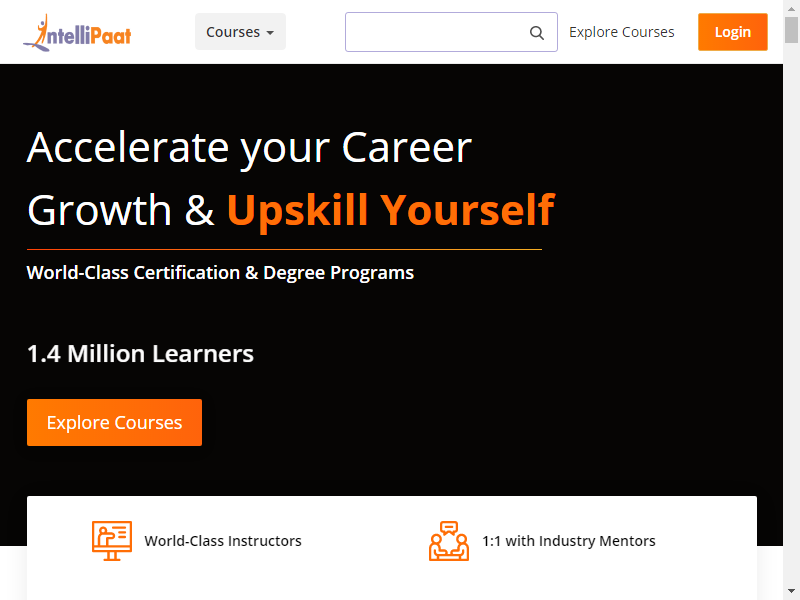 IntelliPaat
Courses
Explore Courses
Login
Accelerate your Career
Growth & Upskill Yourself
World-Class Certification & Degree Programs
1.4 Million Learners
Explore Courses
World-Class Instructors
1:1 with Industry Mentors